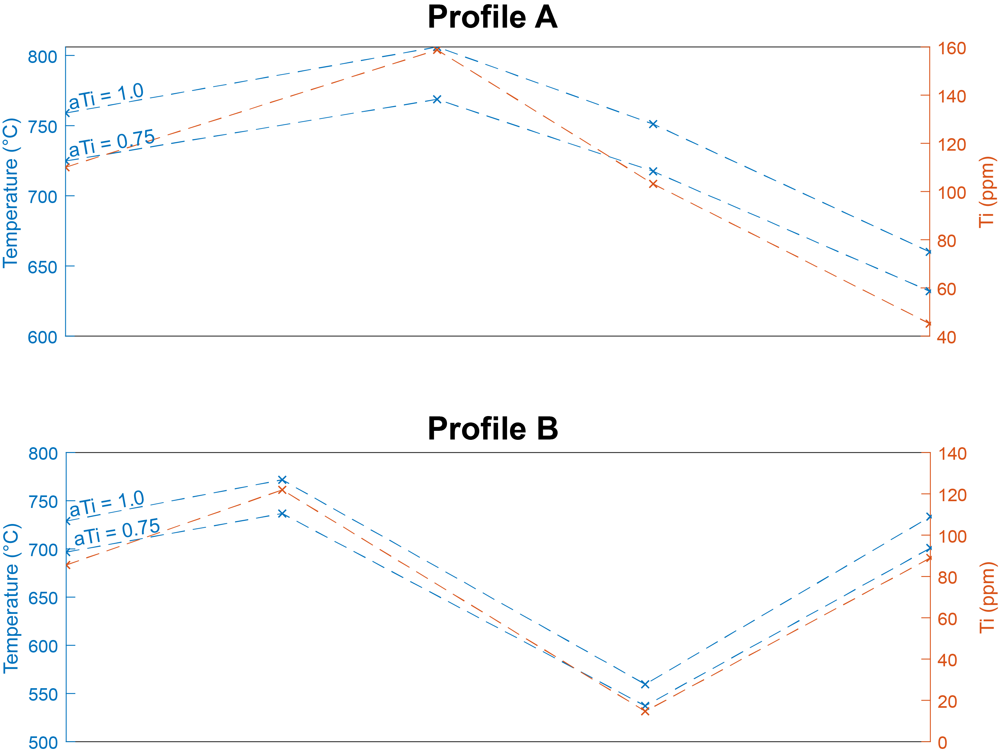 Profile A
Temperature (°C)
800
750
700
650
600
aTi = 1.0
aTi = 0.75
160
140
120
100
80
60
40
Ti (ppm)
Profile B
Temperature (°C)
800
750
700
650
600
550
500
aTi = 1.0
aTi = 0.75
140
120
100
80
60
40
20
0
Ti (ppm)